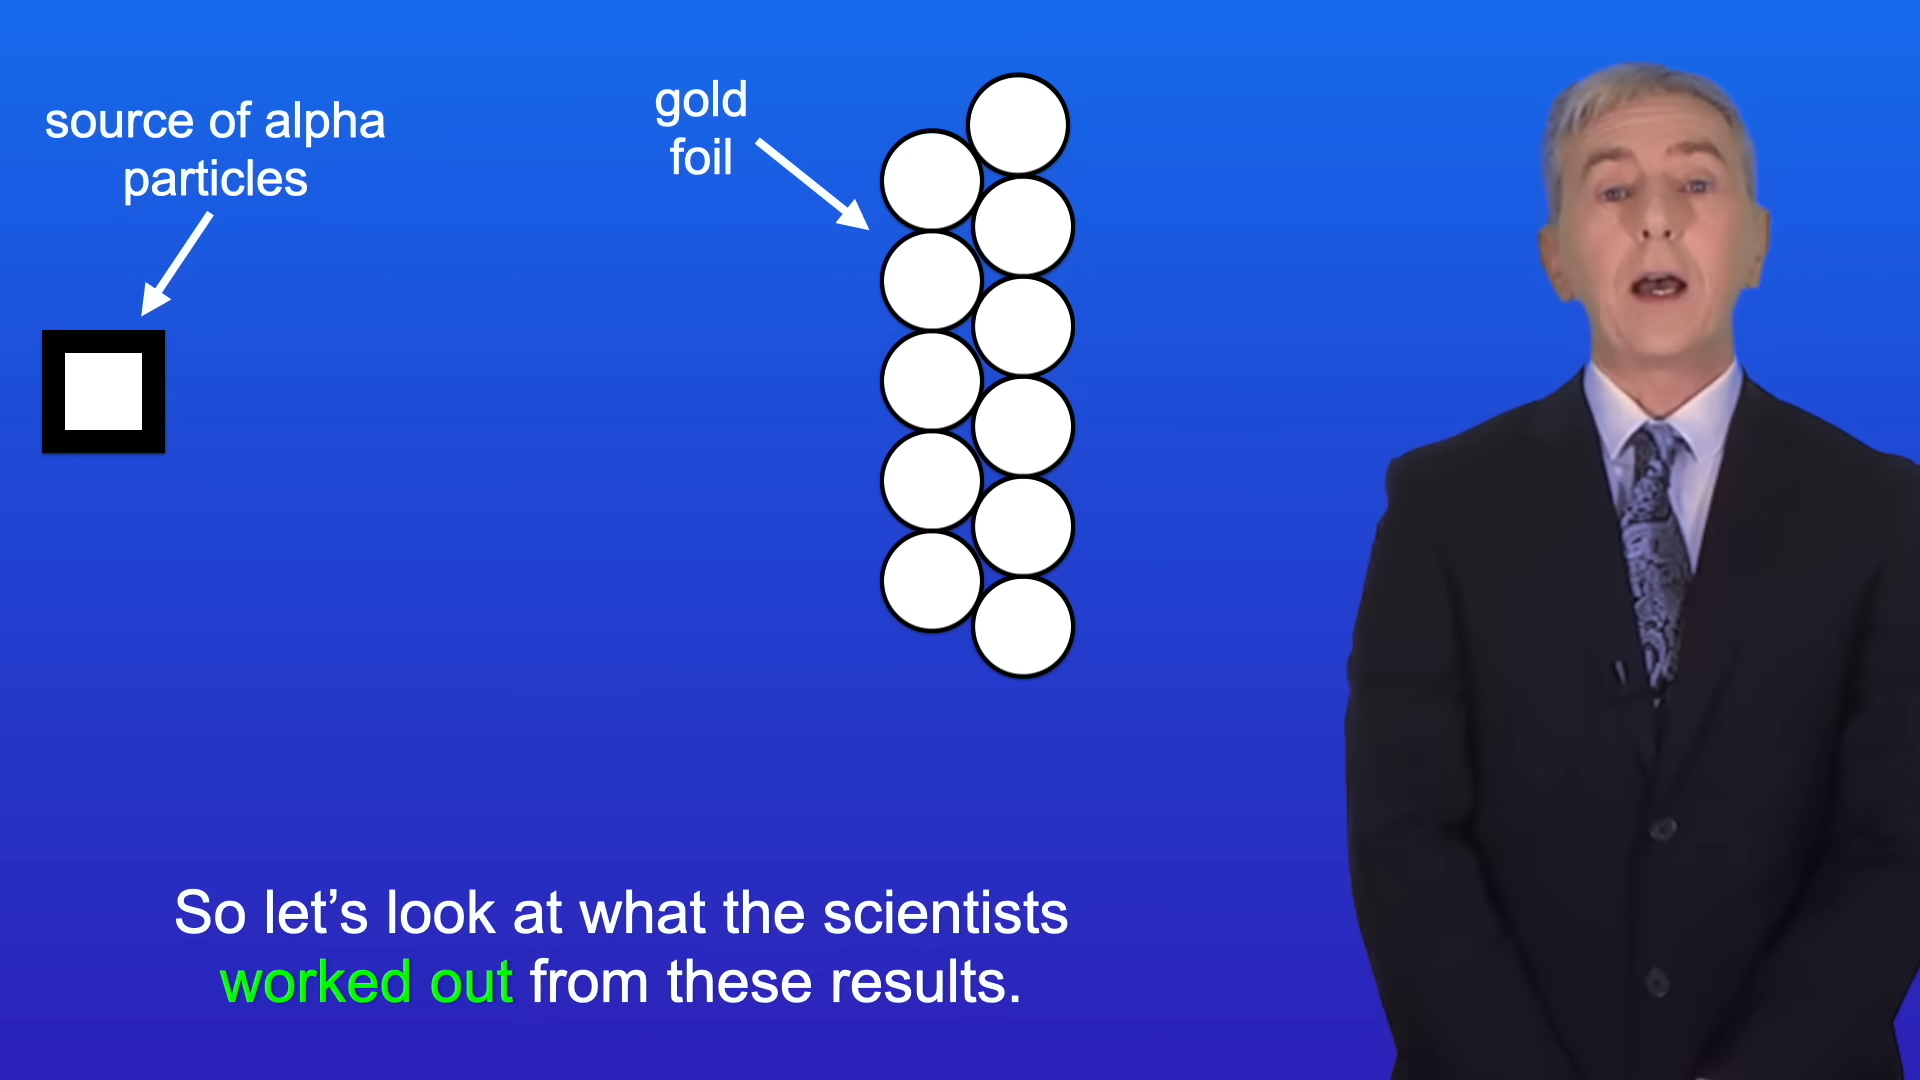 source of alpha
particles
gold
foil
So let’s look at what the scientists
worked out from these results.